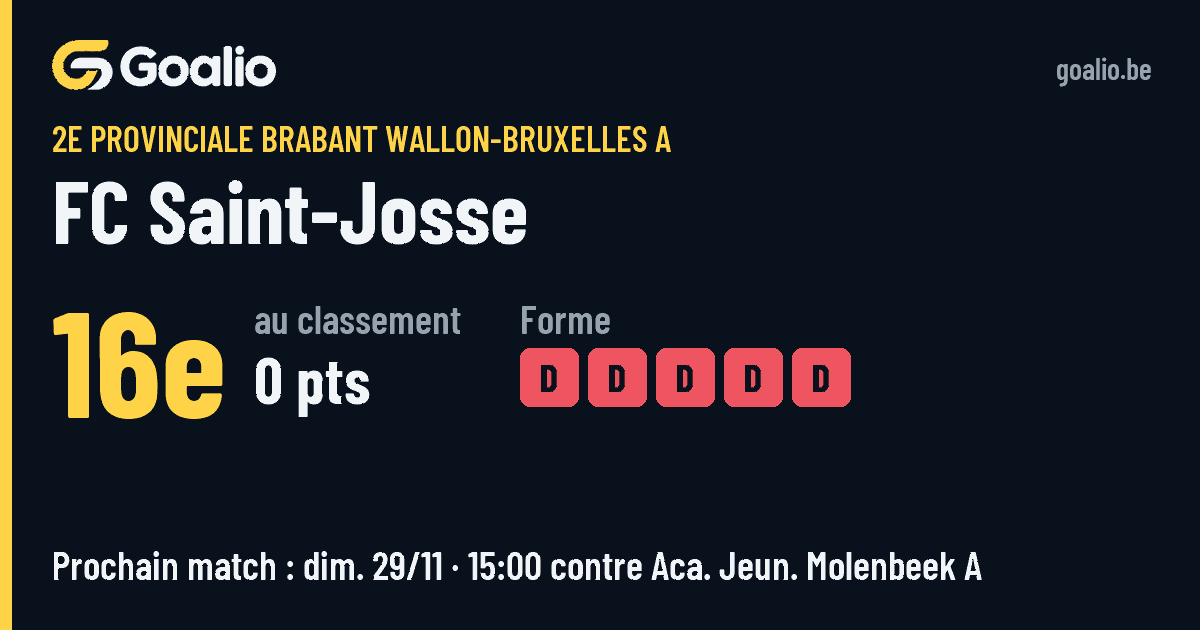 Goalio
goalio.be
2E PROVINCIALE BRABANT WALLON-BRUXELLES A
FC Saint-Josse
16e
au classement
0 pts
Forme
D D D D D
Prochain match : dim. 29/11 · 15:00 contre Aca. Jeun. Molenbeek A